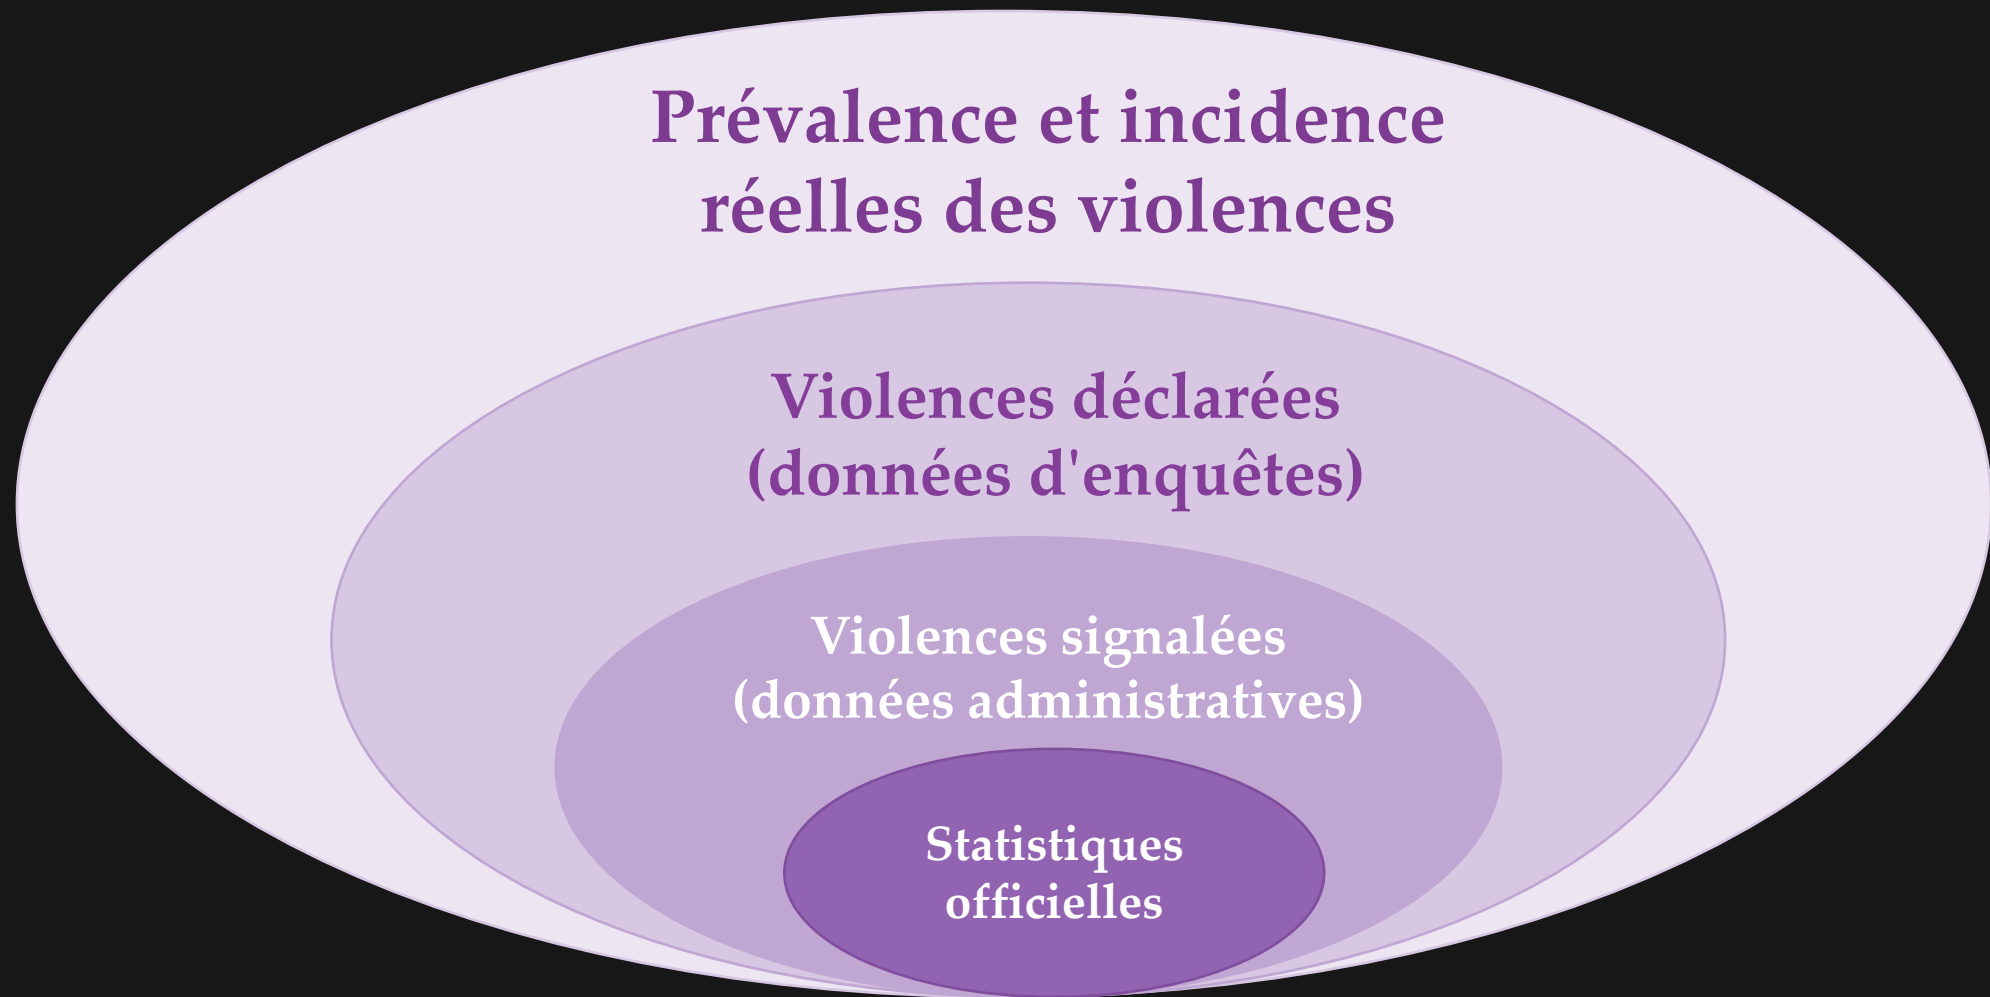 Prévalence et incidence
réelles des violences
Violences déclarées
(données d'enquêtes)
Violences signalées
(données administratives)
Statistiques
officielles